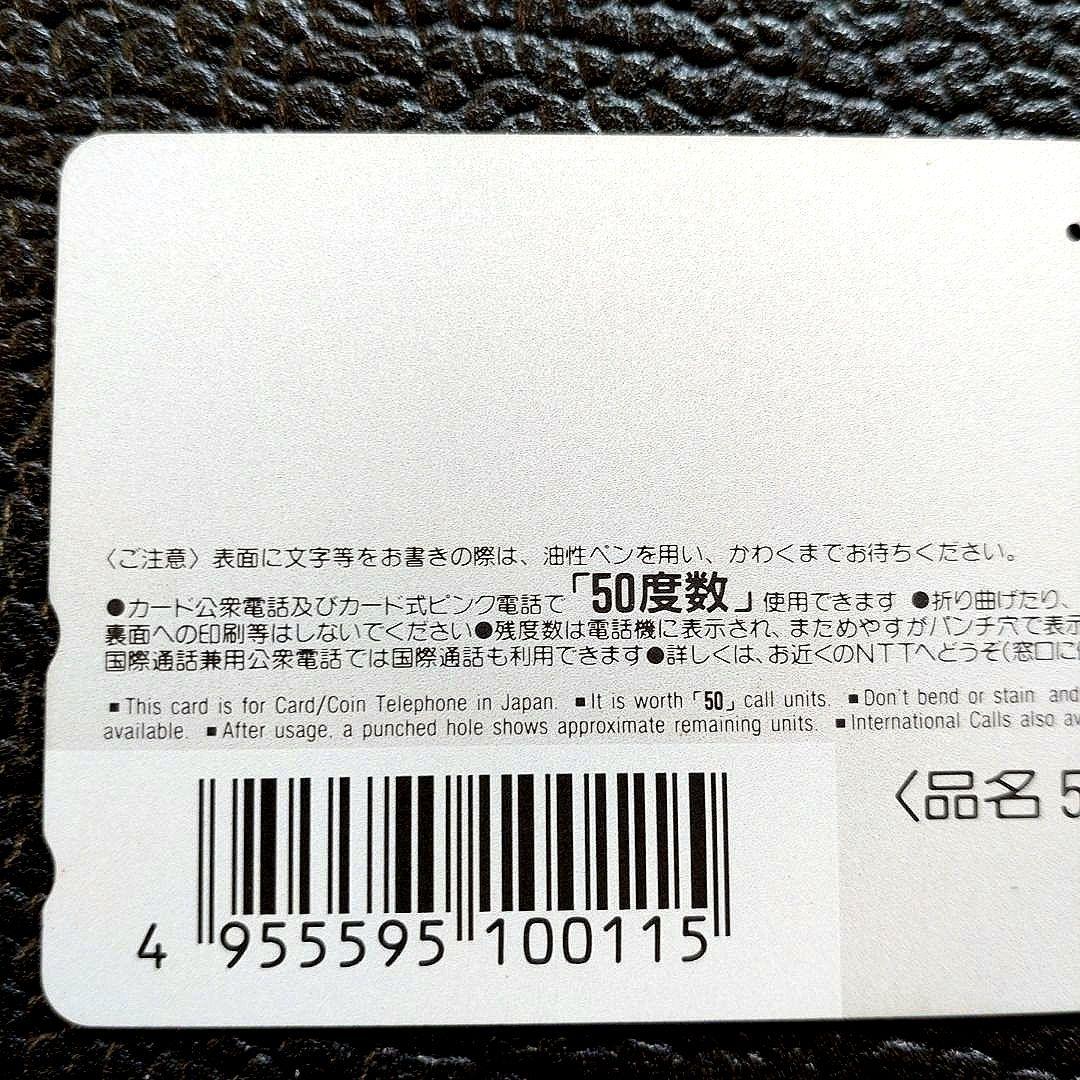 〈ご注意〉表面に文字等をお書きの際は、油性ペンを用い、かわくまでお待ちください。
●カード公衆電話及びカード式ピンク電話で「50度数」使用できます ●折り曲げたり、
裏面への印刷等はしないでください●残度数は電話機に表示され、まためやすがパンチ穴で表示
国際通話兼用公衆電話では国際通話も利用できます●詳しくは、お近くのNTTへどうぞ(窓口に
■This card is for Card/Coin Telephone in Japan. ■It is worth「50」call units. ■Don't bend or stain and
available. ■After usage, a punched hole shows approximate remaining units. ■International Calls also
〈品名 5
4 955595 100115